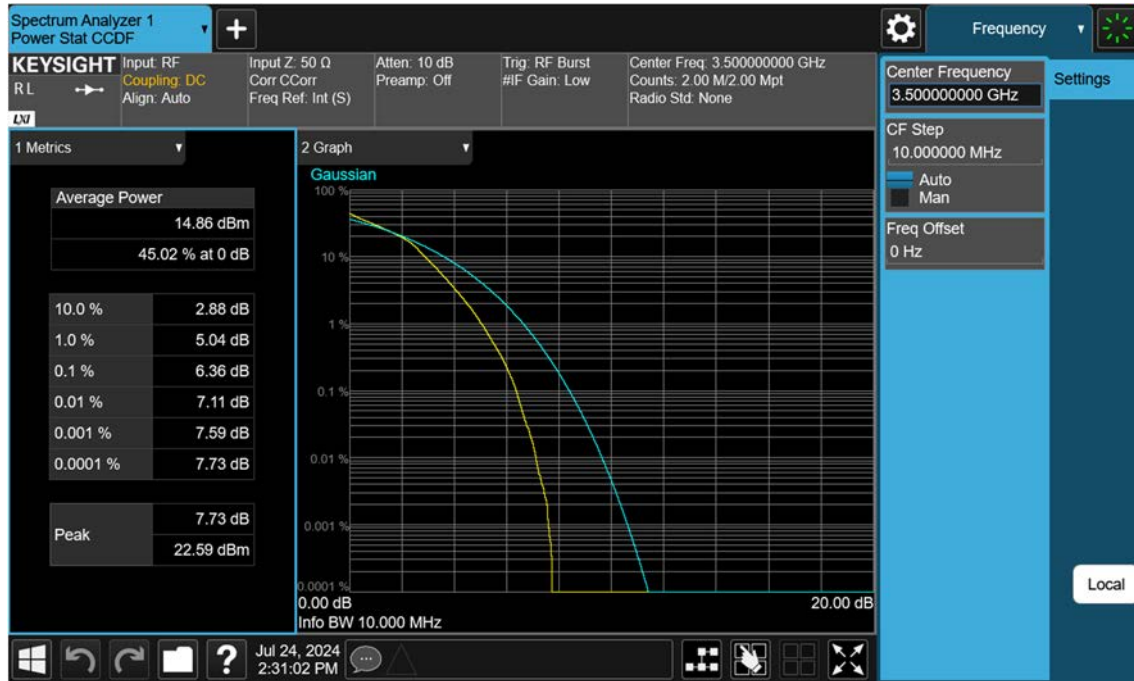 Spectrum Analyzer 1
Power Stat CCDF
Frequency
KEYSIGHT
R L
LXI
Input: RF
Coupling: DC
Align: Auto
Input Z: 50 Ω
Corr CCorr
Freq Ref: Int (S)
Atten: 10 dB
Preamp: Off
Trig: RF Burst
#IF Gain: Low
Center Freq: 3.500000000 GHz
Counts: 2.00 M/2.00 Mpt
Radio Std: None
1 Metrics
Average Power
14.86 dBm
45.02 % at 0 dB
10.0 % 2.88 dB
1.0 % 5.04 dB
0.1 % 6.36 dB
0.01 % 7.11 dB
0.001 % 7.59 dB
0.0001 % 7.73 dB
Peak
7.73 dB
22.59 dBm
2 Graph
Gaussian
100 %
10 %
1 %
0.1 %
0.01 %
0.001 %
0.0001 %
0.00 dB 20.00 dB
Info BW 10.000 MHz
Center Frequency
3.500000000 GHz
CF Step
10.000000 MHz
Auto
Man
Freq Offset
0 Hz
Settings
Local
?
Jul 24, 2024
2:31:02 PM